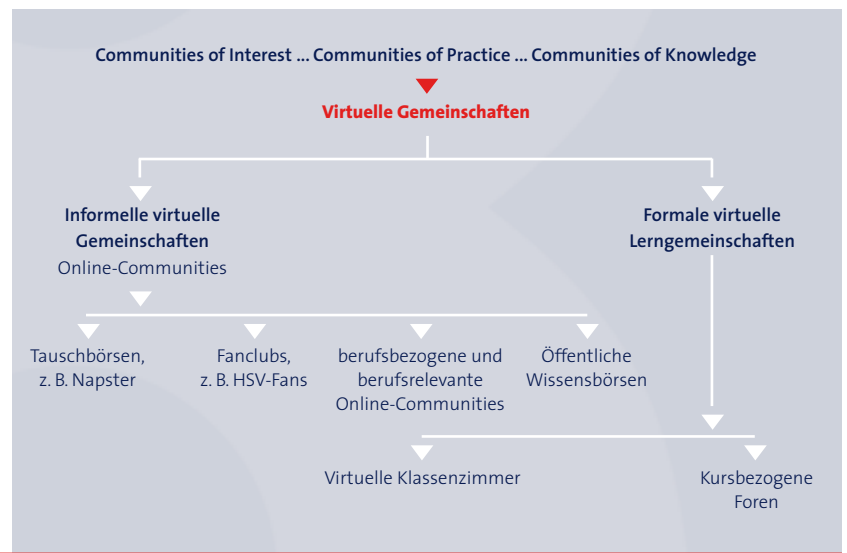 Communities of Interest ... Communities of Practice ... Communities of Knowledge
Virtuelle Gemeinschaften
Informelle virtuelle
Gemeinschaften
Online-Communities
Formale virtuelle
Lerngemeinschaften
Tauschbörsen,
z. B. Napster
Fanclubs,
z. B. HSV-Fans
berufsbezogene und
berufsrelevante
Online-Communities
Öffentliche
Wissensbörsen
Virtuelle Klassenzimmer
Kursbezogene
Foren